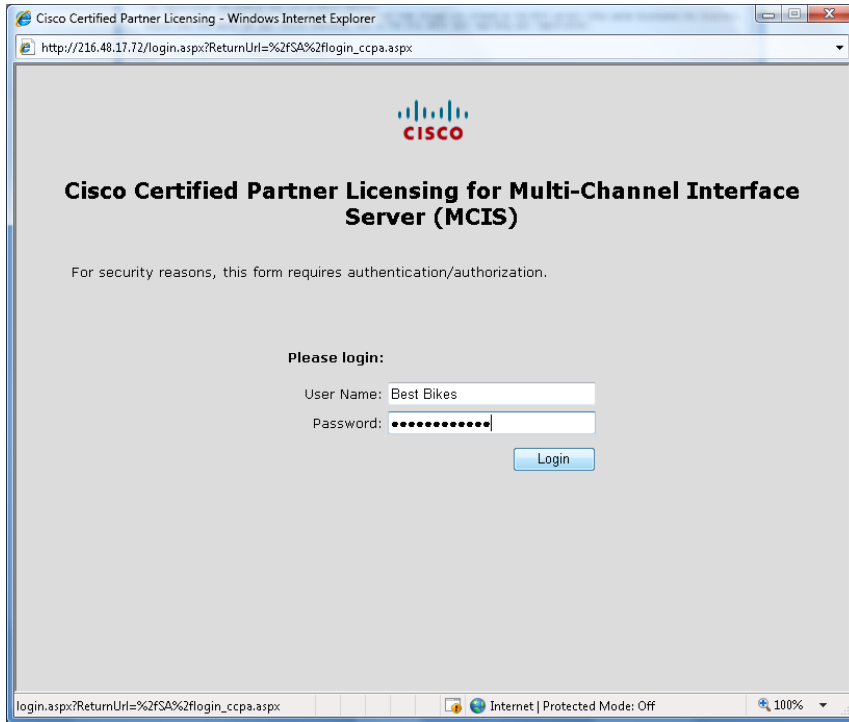 Cisco Certified Partner Licensing - Windows Internet Explorer
http://216.48.17.72/login.aspx?ReturnUrl=%2fSA%2flogin_ccpa.aspx
CISCO
Cisco Certified Partner Licensing for Multi-Channel Interface
Server (MCIS)
For security reasons, this form requires authentication/authorization.
Please login:
User Name: Best Bikes
Password: ●●●●●●●●●●●●
Login
login.aspx?ReturnUrl=%2fSA%2flogin_ccpa.aspx Internet | Protected Mode: Off 100%